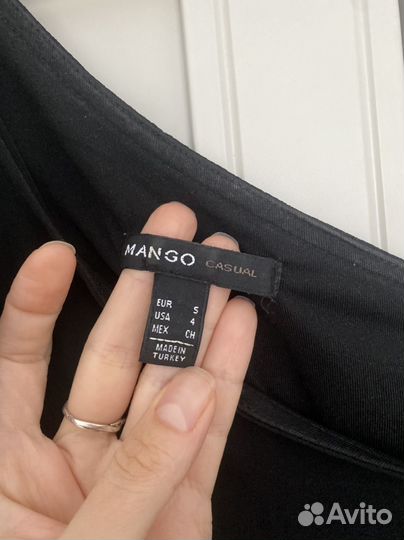 MANGO CASUAL
EUR S
USA 4
MEX CH
MADE IN
TURKEY
Avito